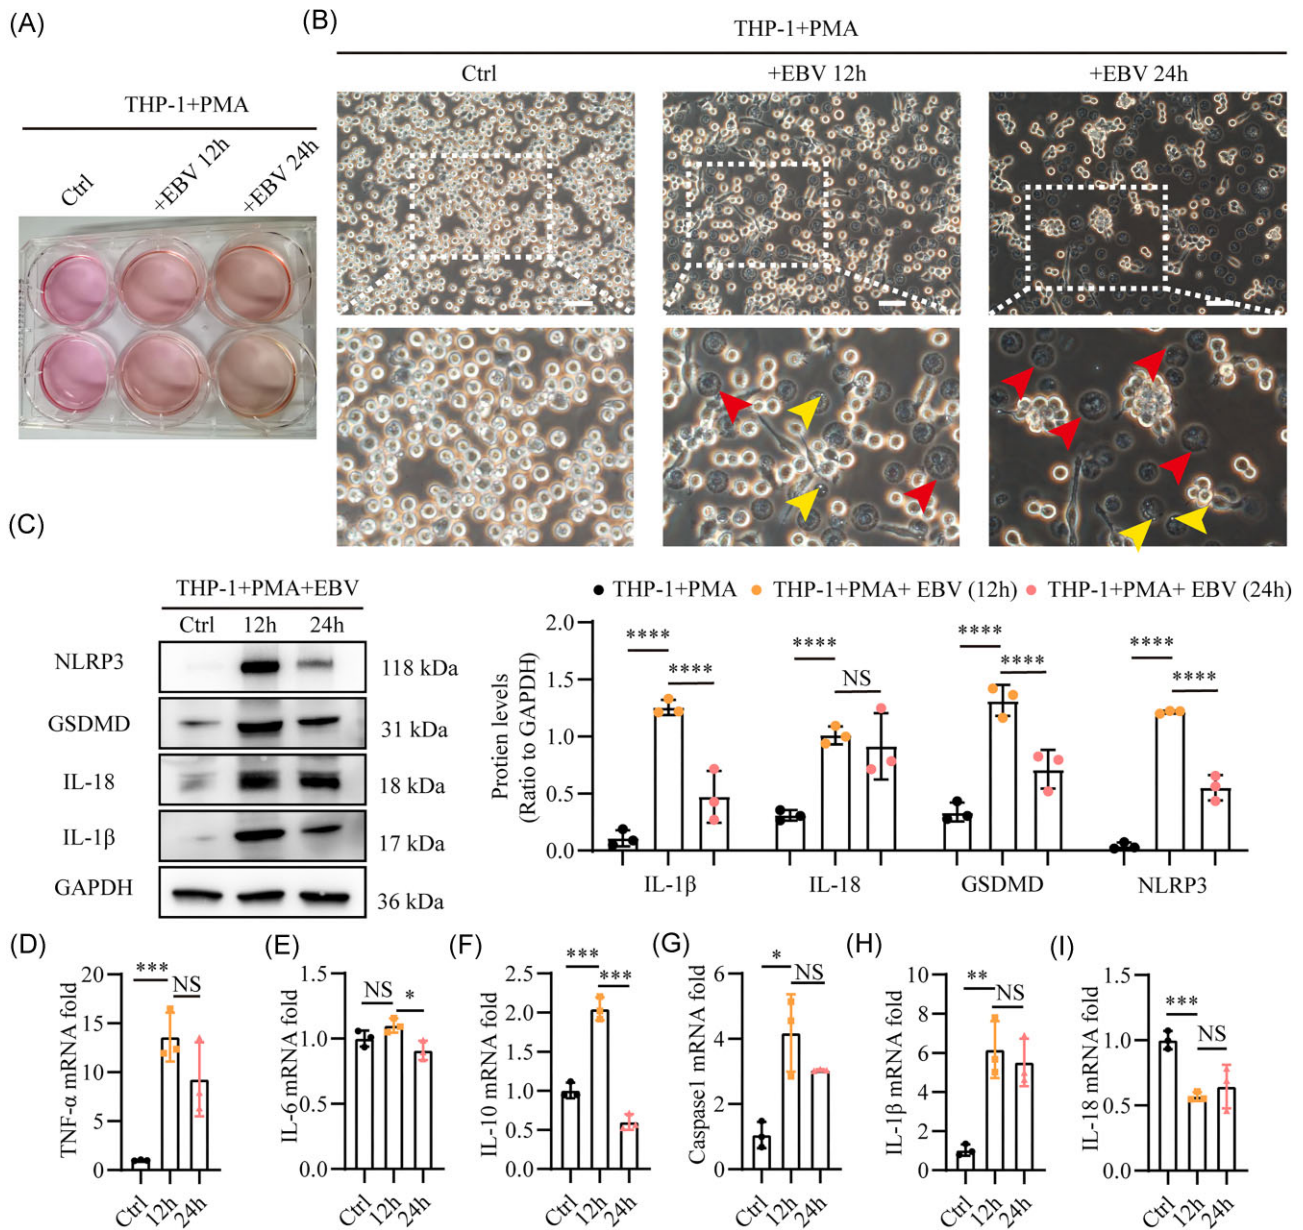 (A)
THP-1+PMA
Ctrl
+EBV 12h
+EBV 24h
(B)
THP-1+PMA
Ctrl
+EBV 12h
+EBV 24h
(C)
THP-1+PMA+EBV
Ctrl 12h 24h
NLRP3 118 kDa
GSDMD 31 kDa
IL-18 18 kDa
IL-1β 17 kDa
GAPDH 36 kDa
THP-1+PMA THP-1+PMA+ EBV (12h) THP-1+PMA+ EBV (24h)
Protien levels
(Ratio to GAPDH)
2.0
1.5
1.0
0.5
0.0
**** **** **** ****
**** NS **** ****
IL-1β IL-18 GSDMD NLRP3
(D)
TNF-α mRNA fold
20
15
10
5
0
*** NS
Ctrl 12h 24h
(E)
IL-6 mRNA fold
1.5
1.0
0.5
0.0
NS *
Ctrl 12h 24h
(F)
IL-10 mRNA fold
2.5
2.0
1.5
1.0
0.5
0.0
*** ***
Ctrl 12h 24h
(G)
Caspase1 mRNA fold
6
4
2
0
* NS
Ctrl 12h 24h
(H)
IL-1β mRNA fold
10
8
6
4
2
0
** NS
Ctrl 12h 24h
(I)
IL-18 mRNA fold
1.5
1.0
0.5
0.0
*** NS
Ctrl 12h 24h